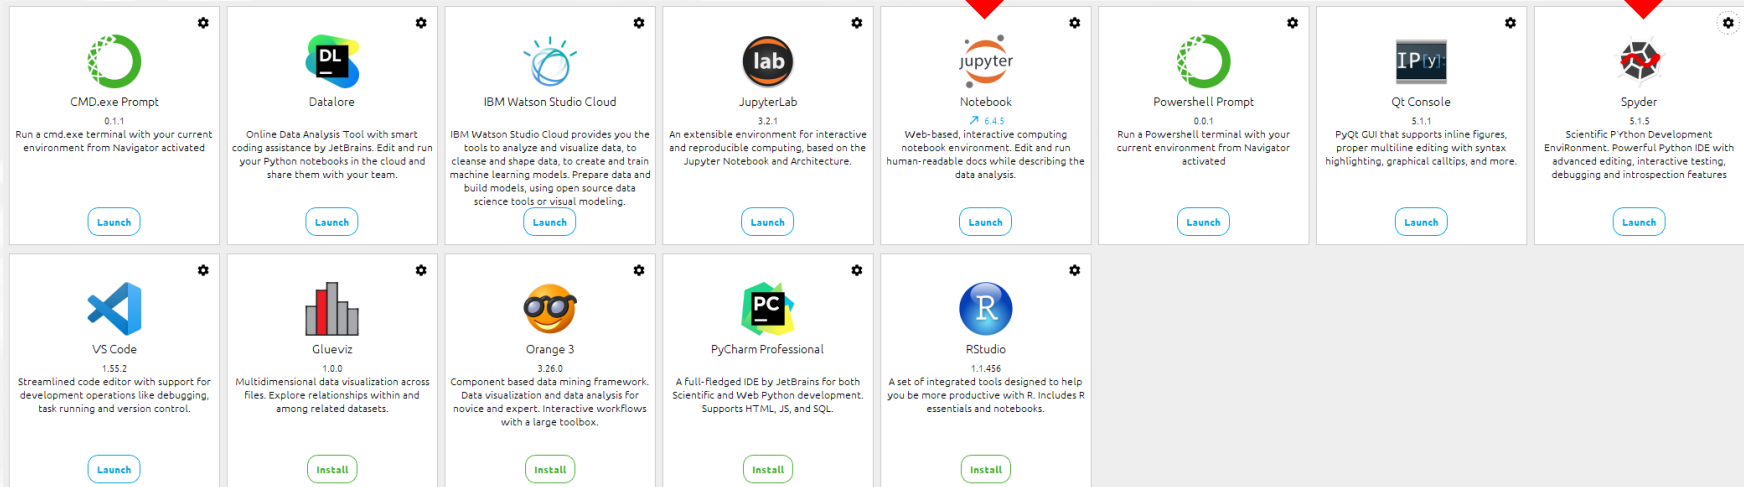 CMD.exe Prompt
0.1.1
Run a cmd.exe terminal with your current
environment from Navigator activated
Launch
DL
Datalore
Online Data Analysis Tool with smart
coding assistance by JetBrains. Edit and run
your Python notebooks in the cloud and
share them with your team.
Launch
IBM Watson Studio Cloud
IBM Watson Studio Cloud provides you the
tools to analyze and visualize data, to
cleanse and shape data, to create and train
machine learning models. Prepare data and
build models, using open source data
science tools or visual modeling.
Launch
lab
JupyterLab
3.2.1
An extensible environment for interactive
and reproducible computing, based on the
Jupyter Notebook and Architecture.
Launch
jupyter
Notebook
6.4.5
Web-based, interactive computing
notebook environment. Edit and run
human-readable docs while describing the
data analysis.
Launch
Powershell Prompt
0.0.1
Run a Powershell terminal with your
current environment from Navigator
activated
Launch
IP[y]:
Qt Console
5.1.1
PyQt GUI that supports inline figures,
proper multiline editing with syntax
highlighting, graphical calltips, and more.
Launch
Spyder
5.1.5
Scientific PYthon Development
EnviRonment. Powerful Python IDE with
advanced editing, interactive testing,
debugging and introspection features
Launch
VS Code
1.55.2
Streamlined code editor with support for
development operations like debugging,
task running and version control.
Launch
Glueviz
1.0.0
Multidimensional data visualization across
files. Explore relationships within and
among related datasets.
Install
Orange 3
3.26.0
Component based data mining framework.
Data visualization and data analysis for
novice and expert. Interactive workflows
with a large toolbox.
Install
PC
PyCharm Professional
A full-fledged IDE by JetBrains for both
Scientific and Web Python development.
Supports HTML, JS, and SQL.
Install
R
RStudio
1.1.456
A set of integrated tools designed to help
you be more productive with R. Includes R
essentials and notebooks.
Install